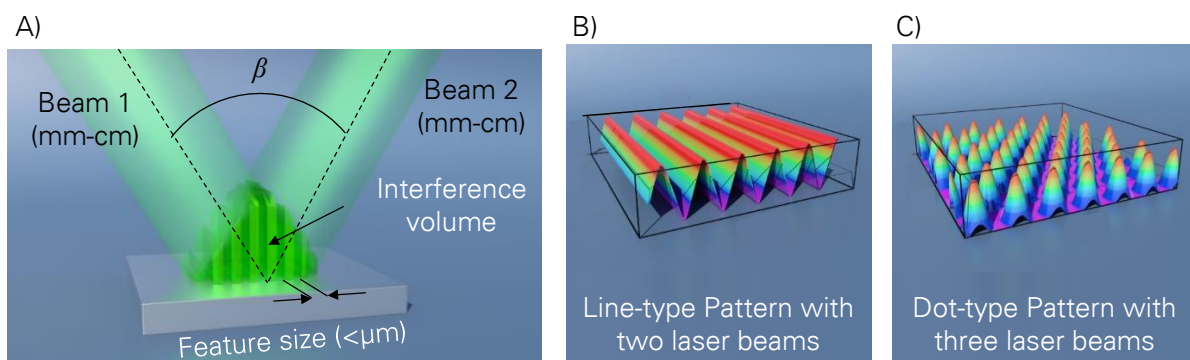 A)
β
Beam 1
(mm-cm)
Beam 2
(mm-cm)
Interference
volume
Feature size (<μm)
B)
Line-type Pattern with
two laser beams
C)
Dot-type Pattern with
three laser beams